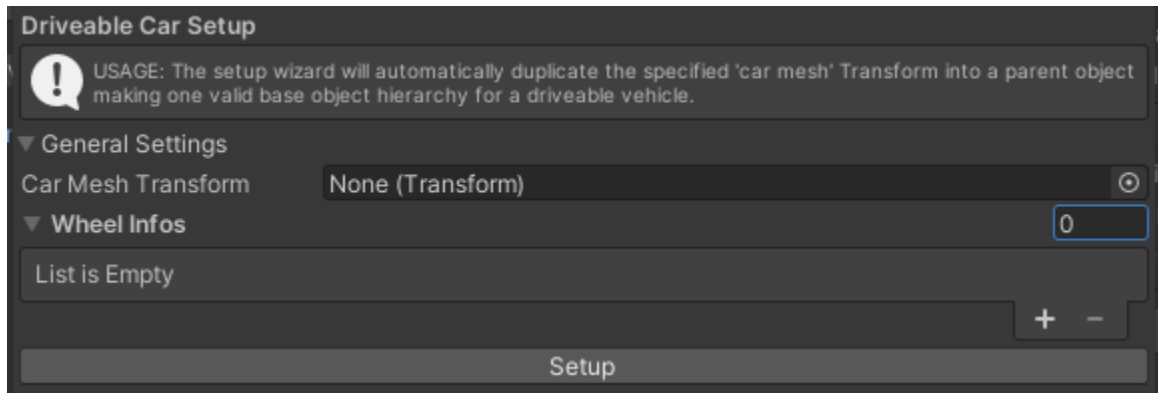 Driveable Car Setup
USAGE: The setup wizard will automatically duplicate the specified 'car mesh' Transform into a parent object
making one valid base object hierarchy for a driveable vehicle.
General Settings
Car Mesh Transform None (Transform)
Wheel Infos 0
List is Empty
+ −
Setup